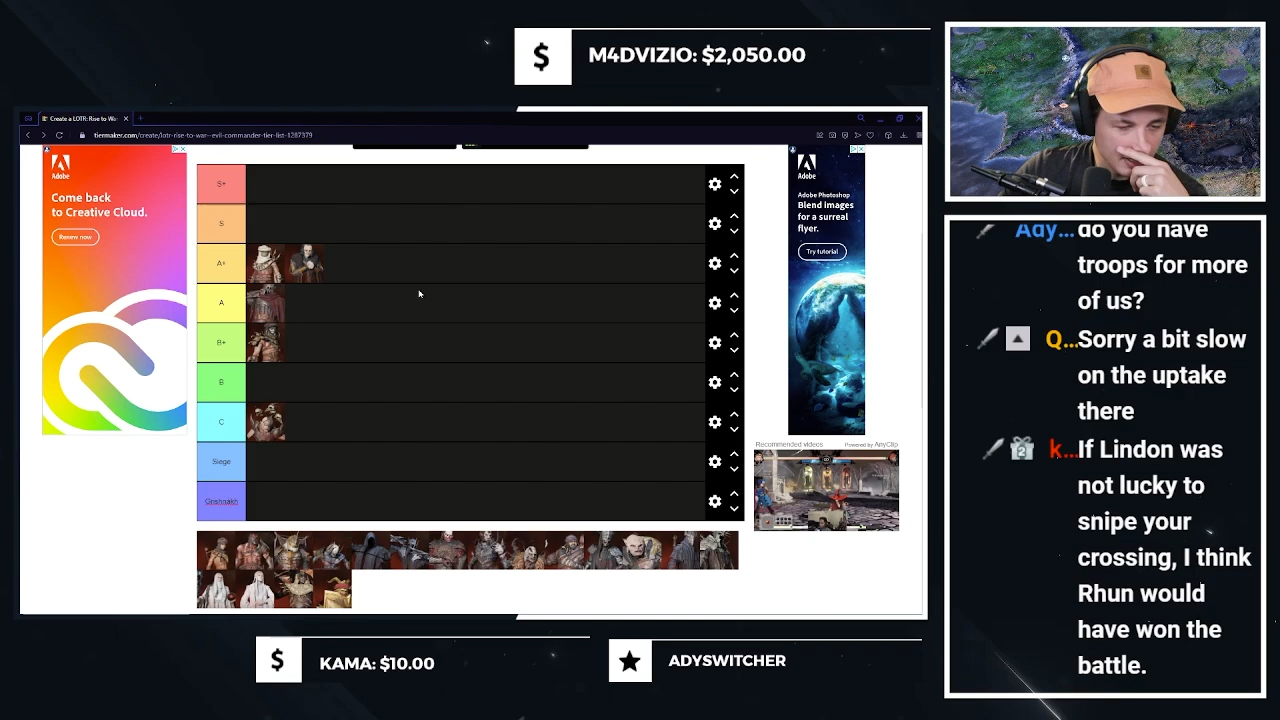 $
M4DVIZIO: $2,050.00
Create a LOTR: Rise to Wa
tiermaker.com/create/lotr-rise-to-war--evil-commander-tier-list-1287379
Adobe
Come back
to Creative Cloud.
Renew now
S+
S
A+
A
B+
B
C
Siege
Grishnákh
Adobe
Adobe Photoshop
Blend images
for a surreal
flyer.
Try tutorial
Recommended videos
Powered by AnyClip
Ady... do you have
troops for more
of us?
Q... Sorry a bit slow
on the uptake
there
2
k... If Lindon was
not lucky to
snipe your
crossing, I think
Rhun would
have won the
battle.
$
KAMA: $10.00
ADYSWITCHER